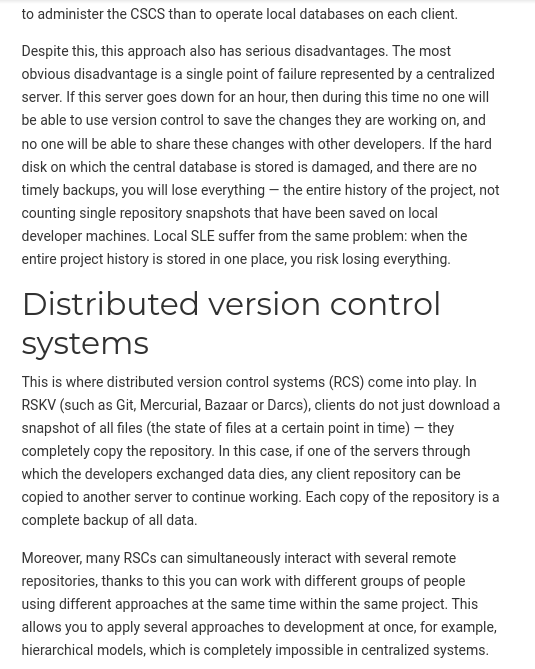 to administer the CSCS than to operate local databases on each client.
Despite this, this approach also has serious disadvantages. The most
obvious disadvantage is a single point of failure represented by a centralized
server. If this server goes down for an hour, then during this time no one will
be able to use version control to save the changes they are working on, and
no one will be able to share these changes with other developers. If the hard
disk on which the central database is stored is damaged, and there are no
timely backups, you will lose everything — the entire history of the project, not
counting single repository snapshots that have been saved on local
developer machines. Local SLE suffer from the same problem: when the
entire project history is stored in one place, you risk losing everything.
Distributed version control
systems
This is where distributed version control systems (RCS) come into play. In
RSKV (such as Git, Mercurial, Bazaar or Darcs), clients do not just download a
snapshot of all files (the state of files at a certain point in time) — they
completely copy the repository. In this case, if one of the servers through
which the developers exchanged data dies, any client repository can be
copied to another server to continue working. Each copy of the repository is a
complete backup of all data.
Moreover, many RSCs can simultaneously interact with several remote
repositories, thanks to this you can work with different groups of people
using different approaches at the same time within the same project. This
allows you to apply several approaches to development at once, for example,
hierarchical models, which is completely impossible in centralized systems.